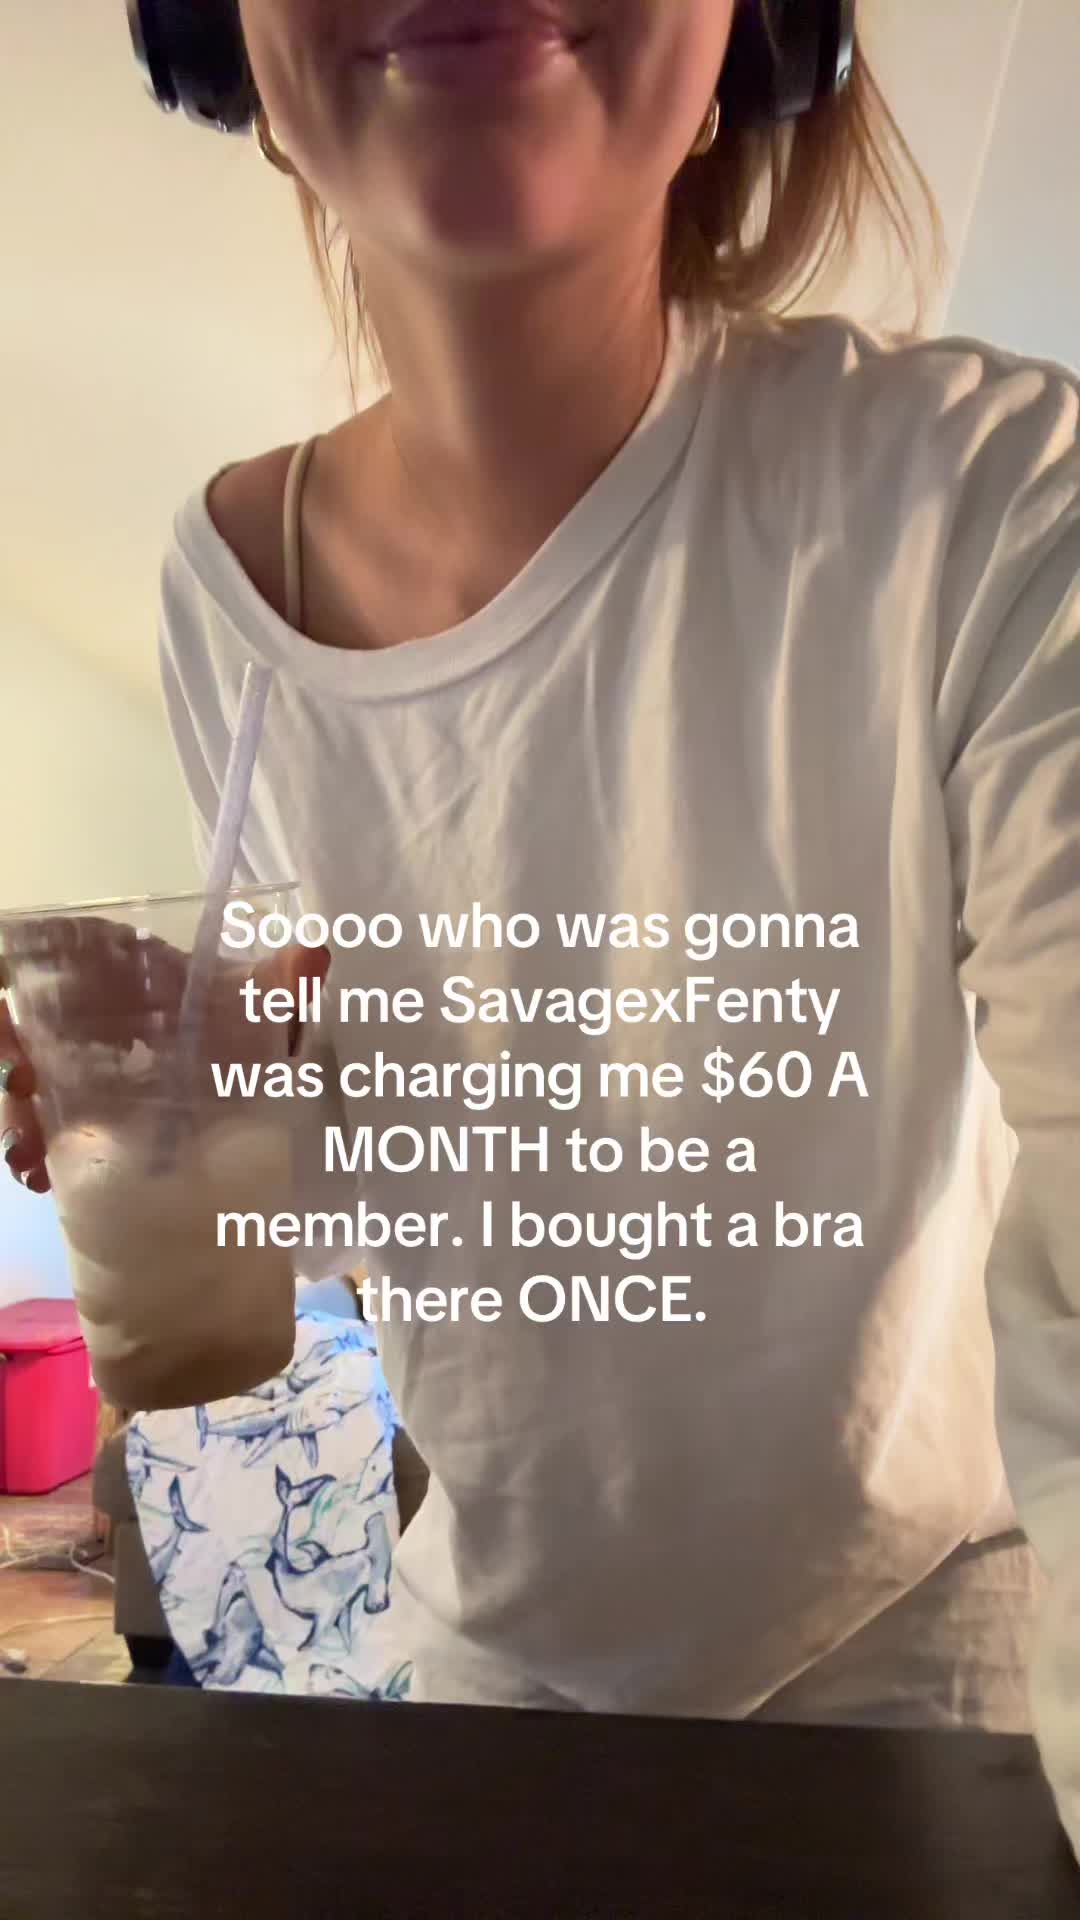 Soooo who was gonna
tell me SavagexFenty
was charging me $60 A
MONTH to be a
member. I bought a bra
there ONCE.